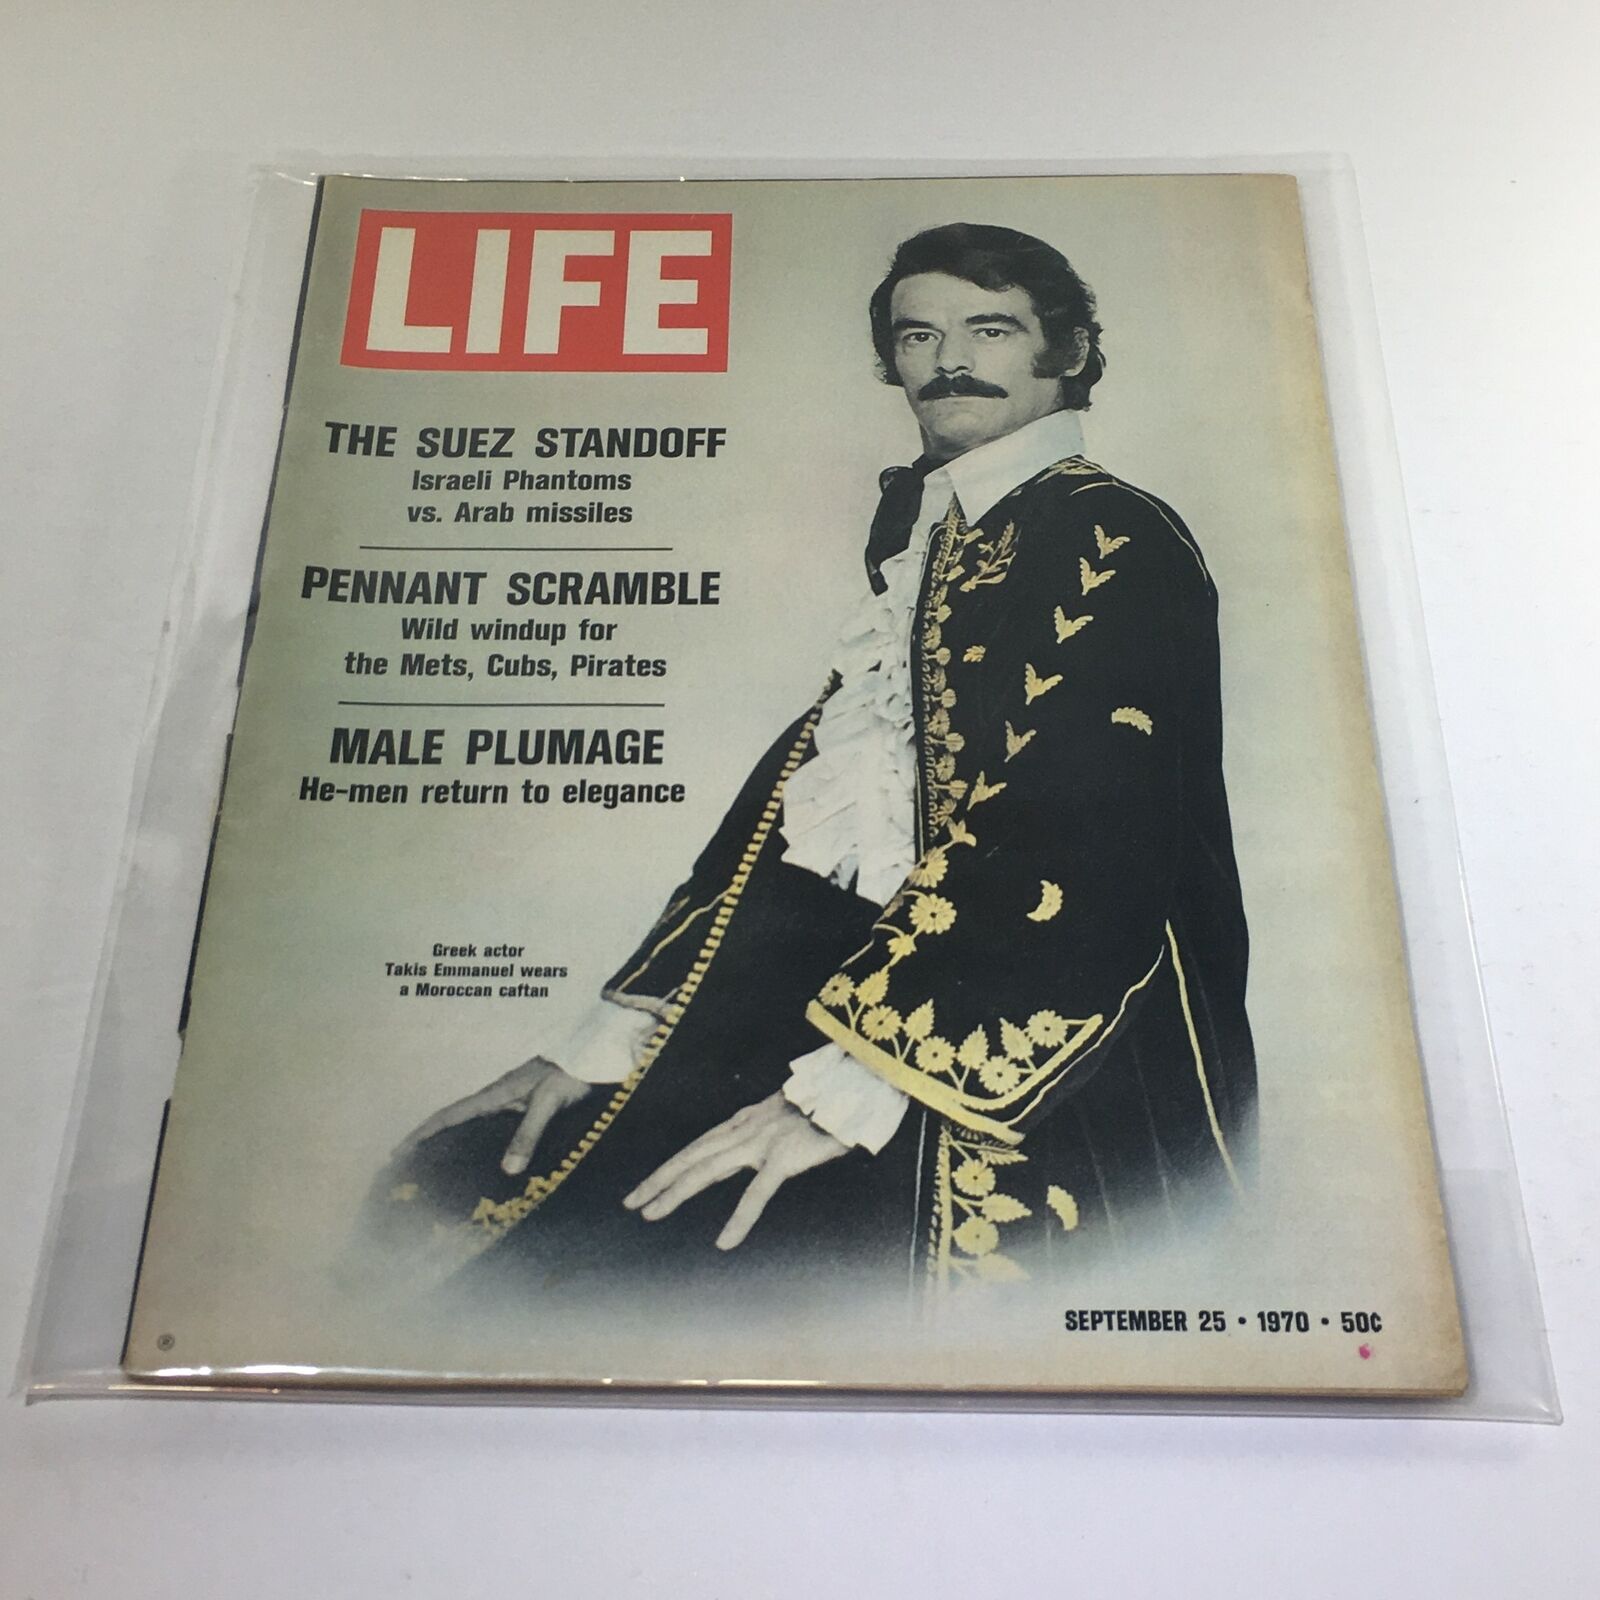 LIFE
THE SUEZ STANDOFF
Israeli Phantoms
vs. Arab missiles
PENNANT SCRAMBLE
Wild windup for
the Mets, Cubs, Pirates
MALE PLUMAGE
He-men return to elegance
Greek actor
Takis Emmanuel wears
a Moroccan caftan
SEPTEMBER 25 • 1970 • 50¢